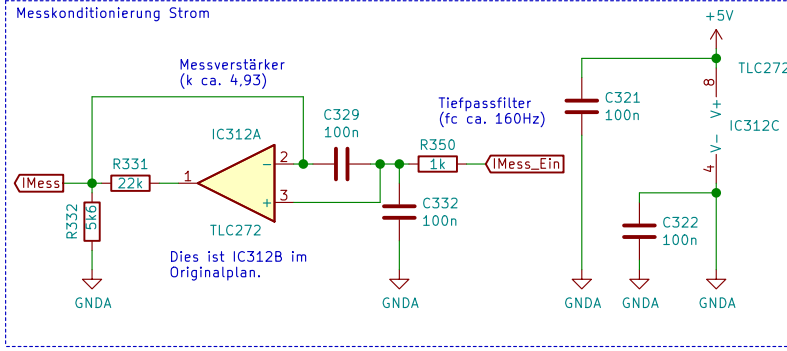 Messkonditionierung Strom
+5V
Messverstärker
(k ca. 4,93)
TLC272
8
C321
100n
V+
C329
100n
Tiefpassfilter
(fc ca. 160Hz)
IC312A
IC312C
R350
1k
IMess_Ein
V-
4
2
R331
22k
1
IMess
3
R332
5k6
C332
100n
C322
100n
TLC272
Dies ist IC312B im
Originalplan.
GNDA
GNDA
GNDA
GNDA
GNDA